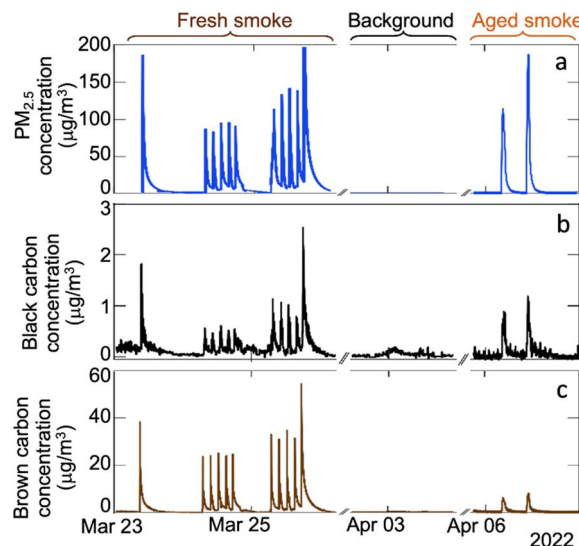 Fresh smoke Background Aged smoke
a
PM2.5
concentration
(μg/m³)
200
150
100
50
0
b
Black carbon
concentration
(μg/m³)
3
2
1
0
c
Brown carbon
concentration
(μg/m³)
60
40
20
0
Mar 23 Mar 25 Apr 03 Apr 06
2022